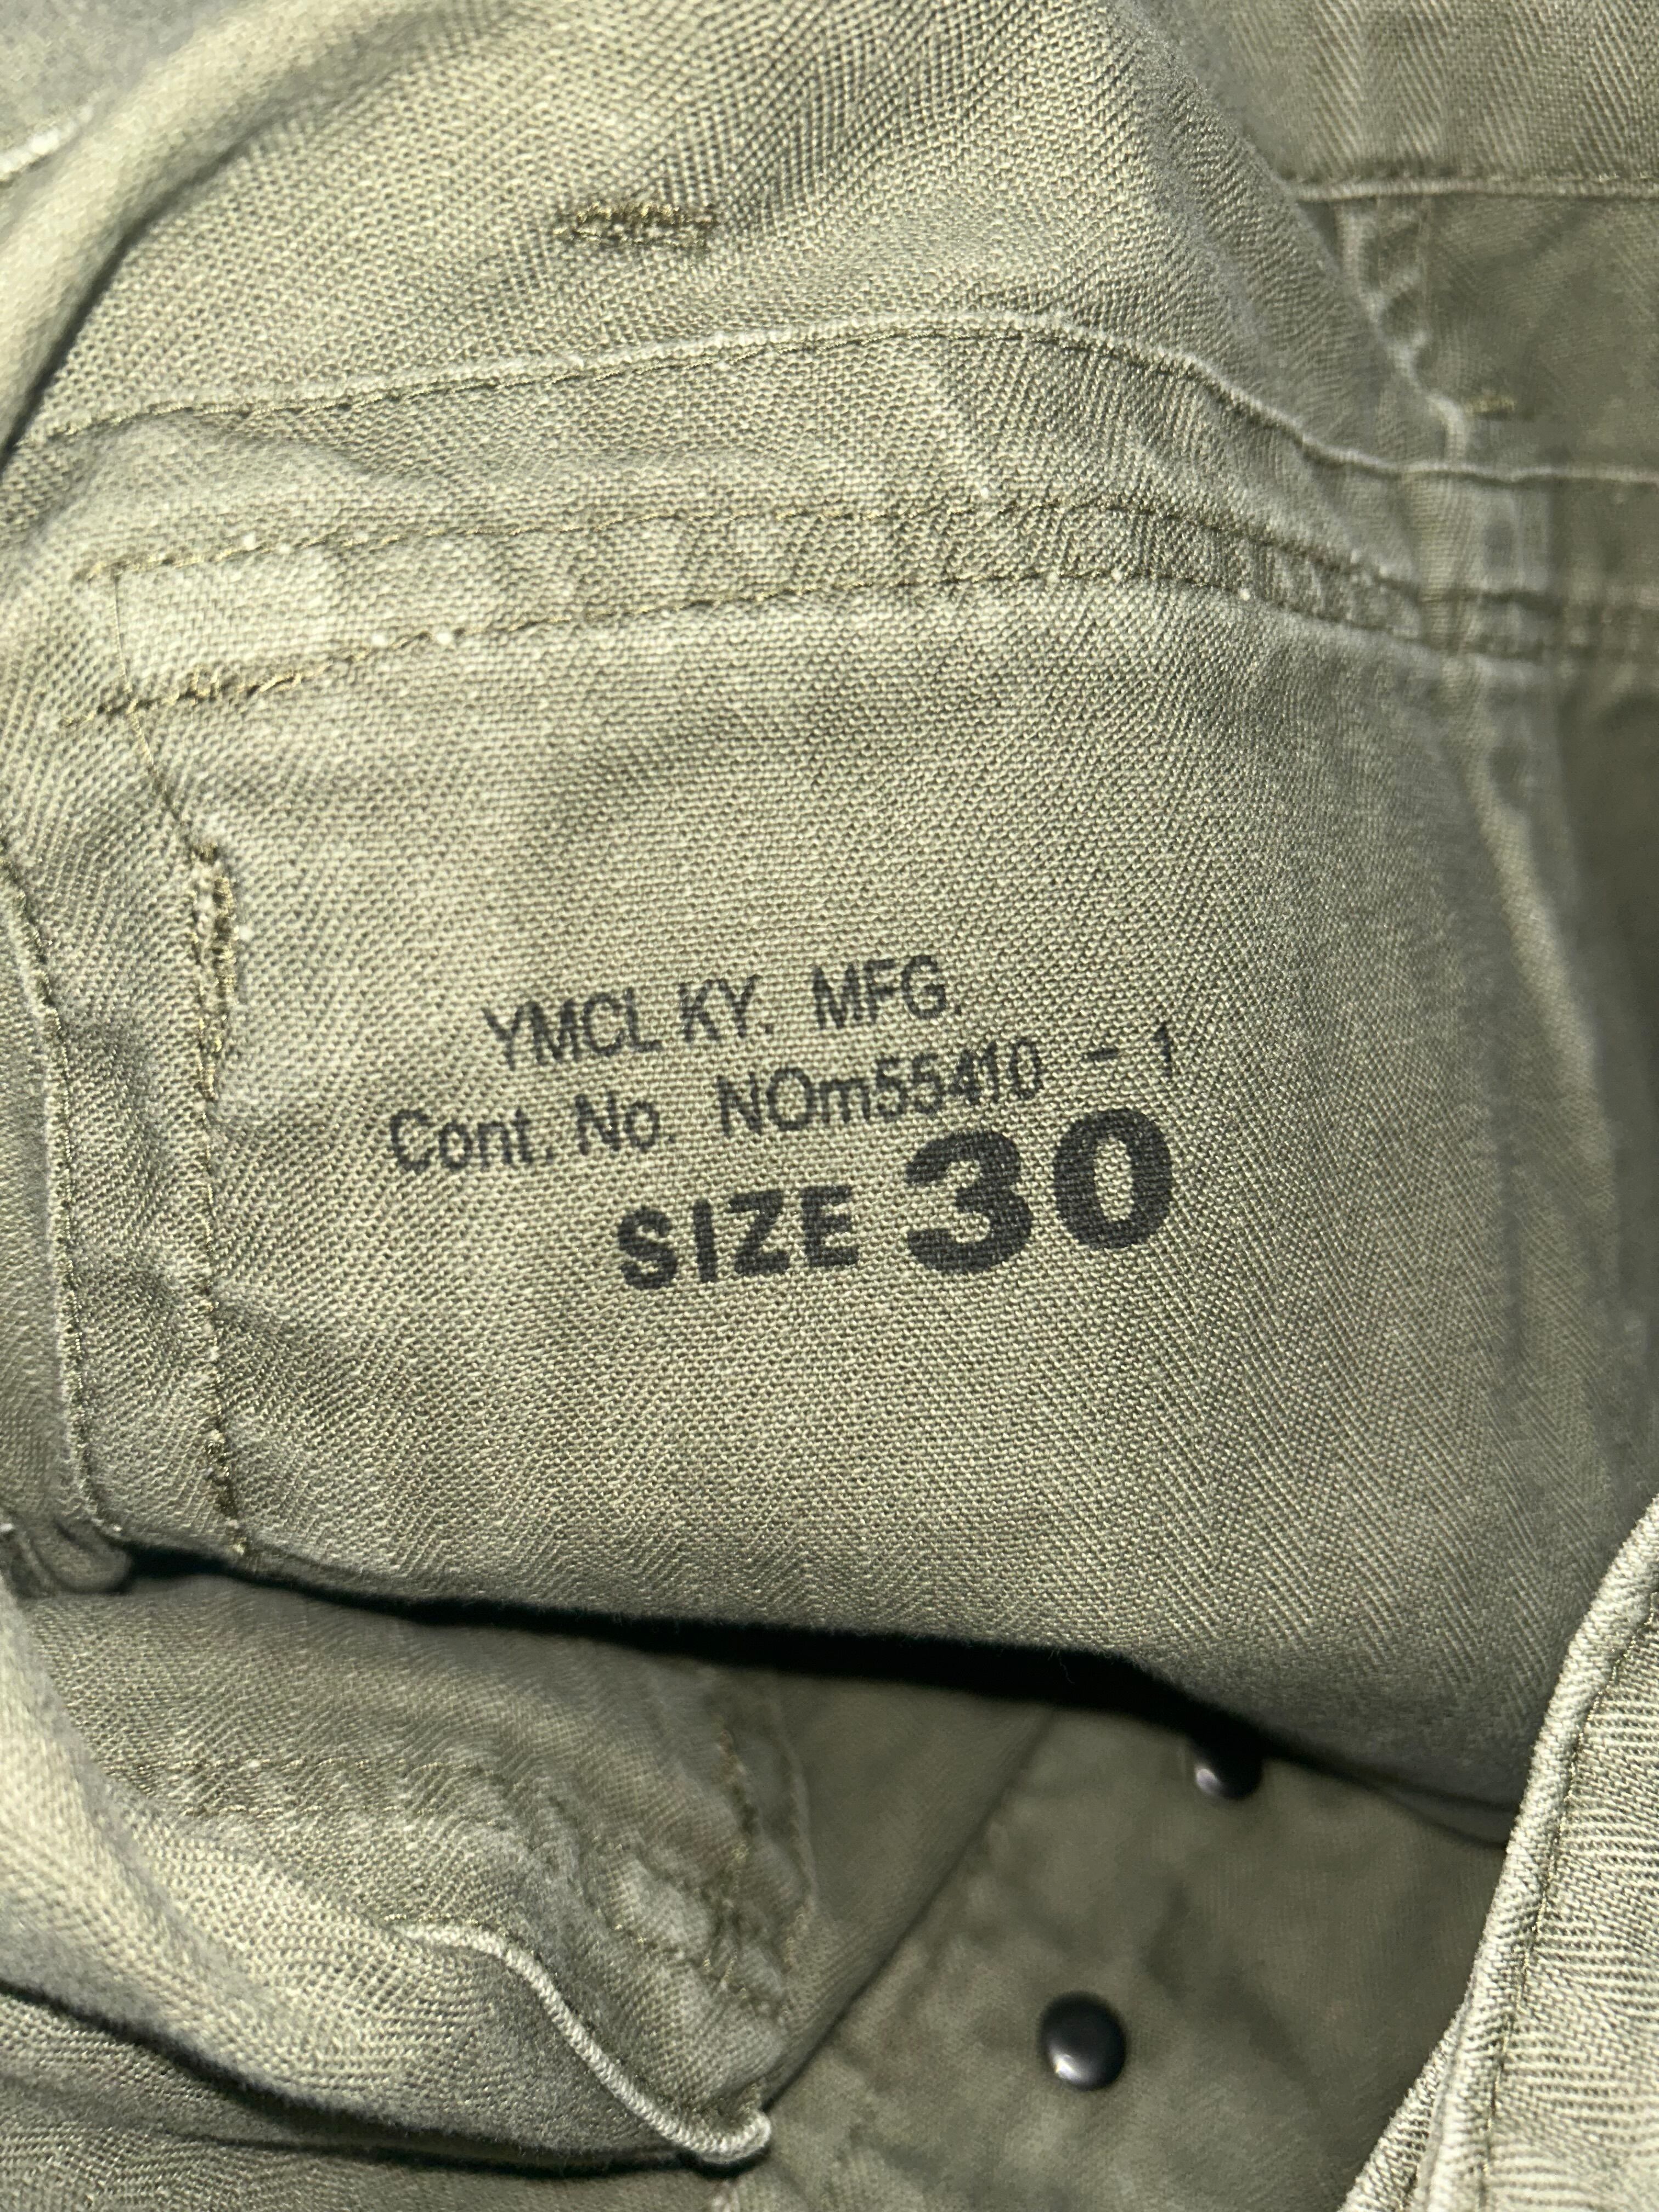 YMCL KY. MFG.
Cont. No. NOm55410 - 1
SIZE 30